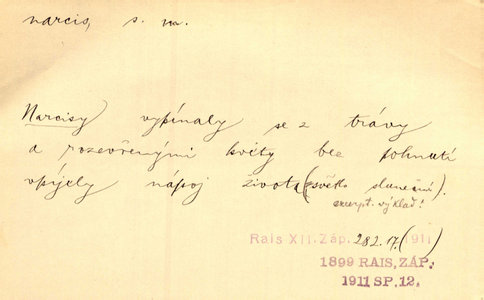 narcis, s. m.
Narcisy vypínaly se z trávy
a rozevřenými květy bez pohnutí
vpíjely nápoj života (= světlo sluneční).
excerpt. výklad!
Rais XII. Záp. 282. 17. ( ) 1911
1899 RAIS, ZÁP.
1911 SP. 12.